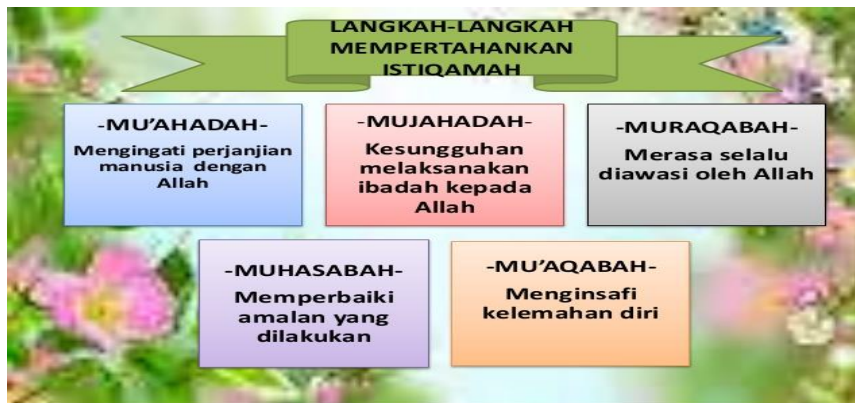 LANGKAH-LANGKAH
MEMPERTAHANKAN
ISTIQAMAH
-MU'AHADAH-
Mengingati perjanjian
manusia dengan
Allah
-MUJAHADAH-
Kesungguhan
melaksanakan
ibadah kepada
Allah
-MURAQABAH-
Merasa selalu
diawasi oleh Allah
-MUHASABAH-
Memperbaiki
amalan yang
dilakukan
-MU'AQABAH-
Menginsafi
kelemahan diri